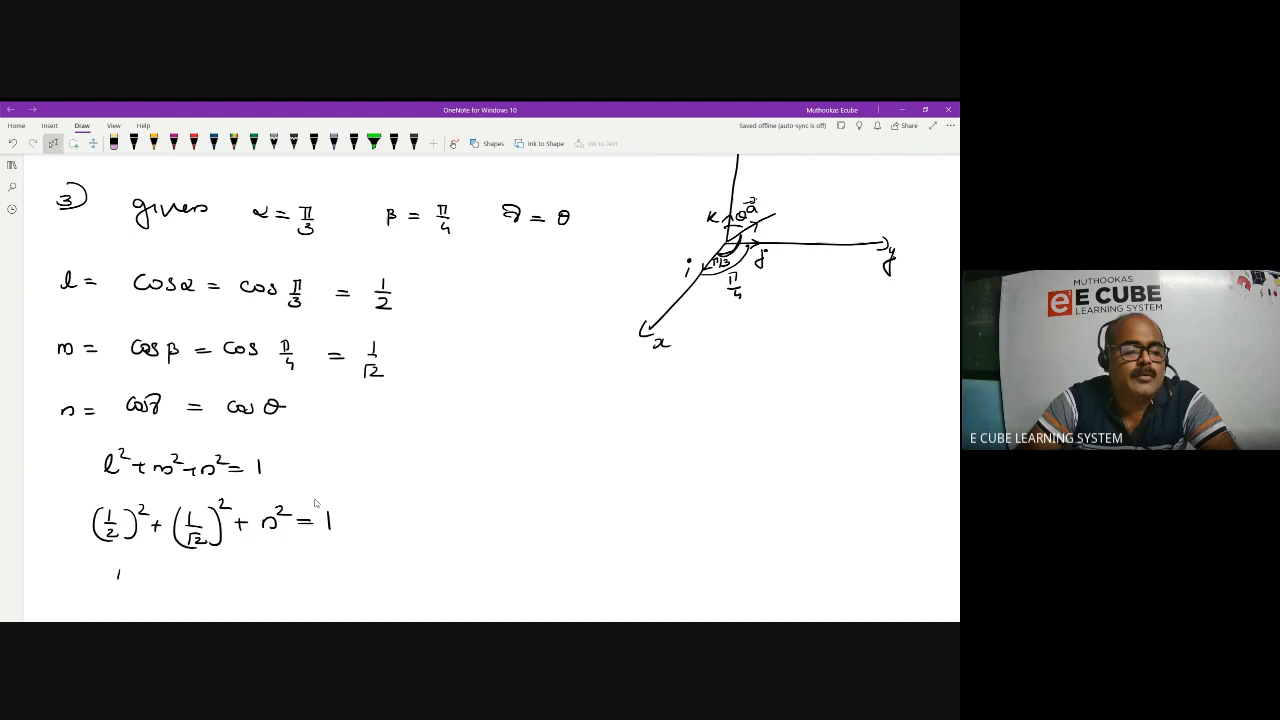 OneNote for Windows 10
Muthookas Ecube
Home Insert Draw View Help
Saved offline (auto-sync is off) Share
Shapes Ink to Shape Ink to Text
3) given α = π/3 β = π/4 γ = θ
l = cos α = cos π/3 = 1/2
m = cos β = cos π/4 = 1/√2
n = cos γ = cos θ
l² + m² + n² = 1
(1/2)² + (1/√2)² + n² = 1
1
k θ a⃗
i π/3 j y
π/4
x
MUTHOOKAS
e³ E CUBE
LEARNING SYSTEM
E CUBE LEARNING SYSTEM